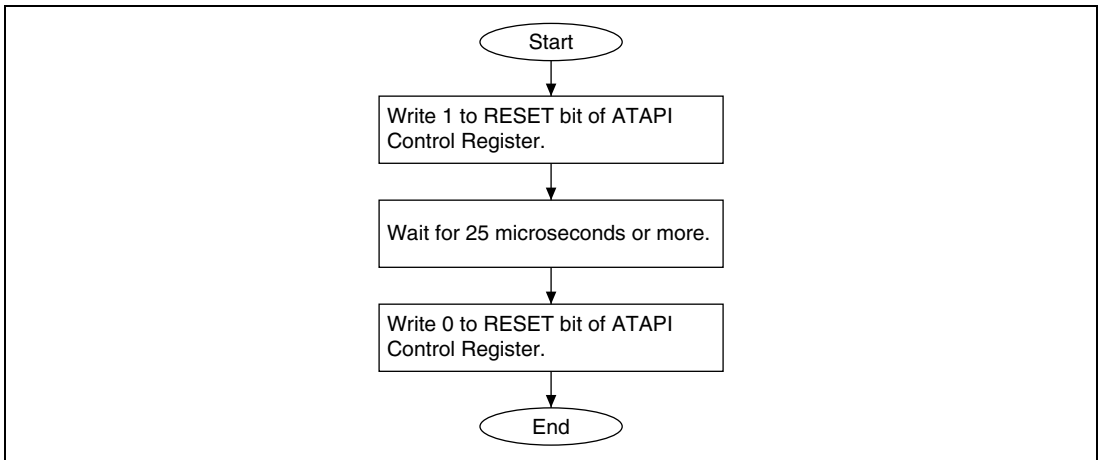 Start
Write 1 to RESET bit of ATAPI
Control Register.
Wait for 25 microseconds or more.
Write 0 to RESET bit of ATAPI
Control Register.
End